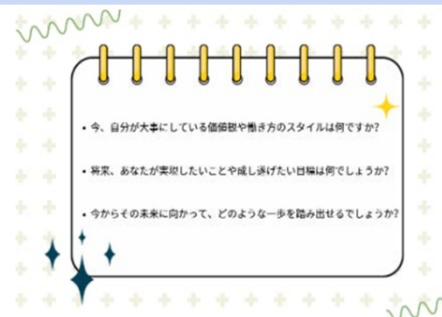 • 今、自分が大事にしている価値観や働き方のスタイルは何ですか?
• 将来、あなたが実現したいことや成し遂げたい目標は何でしょうか?
• 今からその未来に向かって、どのような一歩を踏み出せるでしょうか?